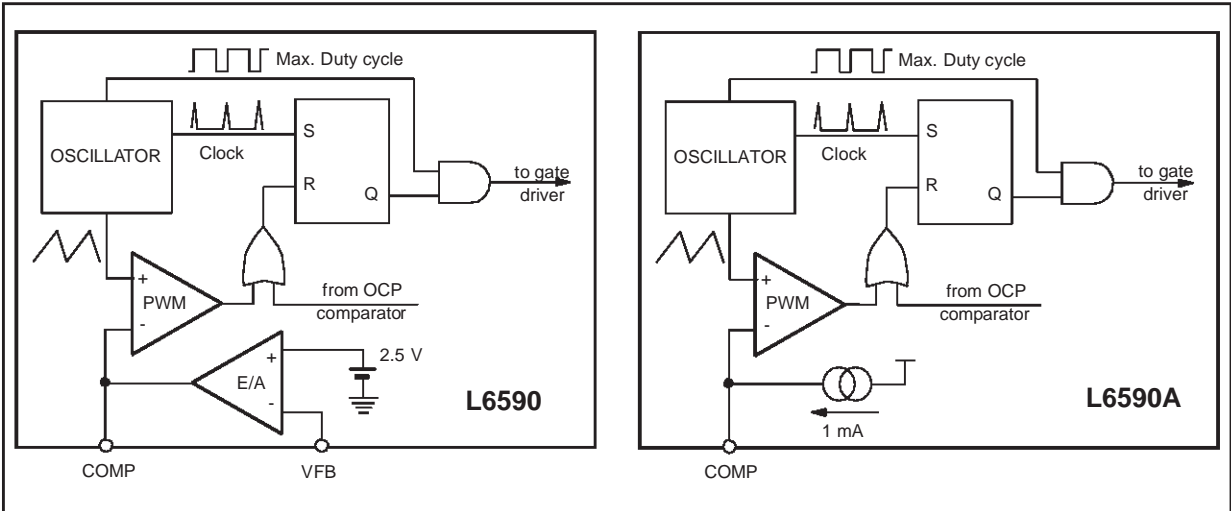 Max. Duty cycle
OSCILLATOR
Clock
S
R
Q
to gate
driver
+
PWM
-
from OCP
comparator
+
E/A
-
2.5 V
L6590
COMP
VFB
Max. Duty cycle
OSCILLATOR
Clock
S
R
Q
to gate
driver
+
PWM
-
from OCP
comparator
1 mA
L6590A
COMP